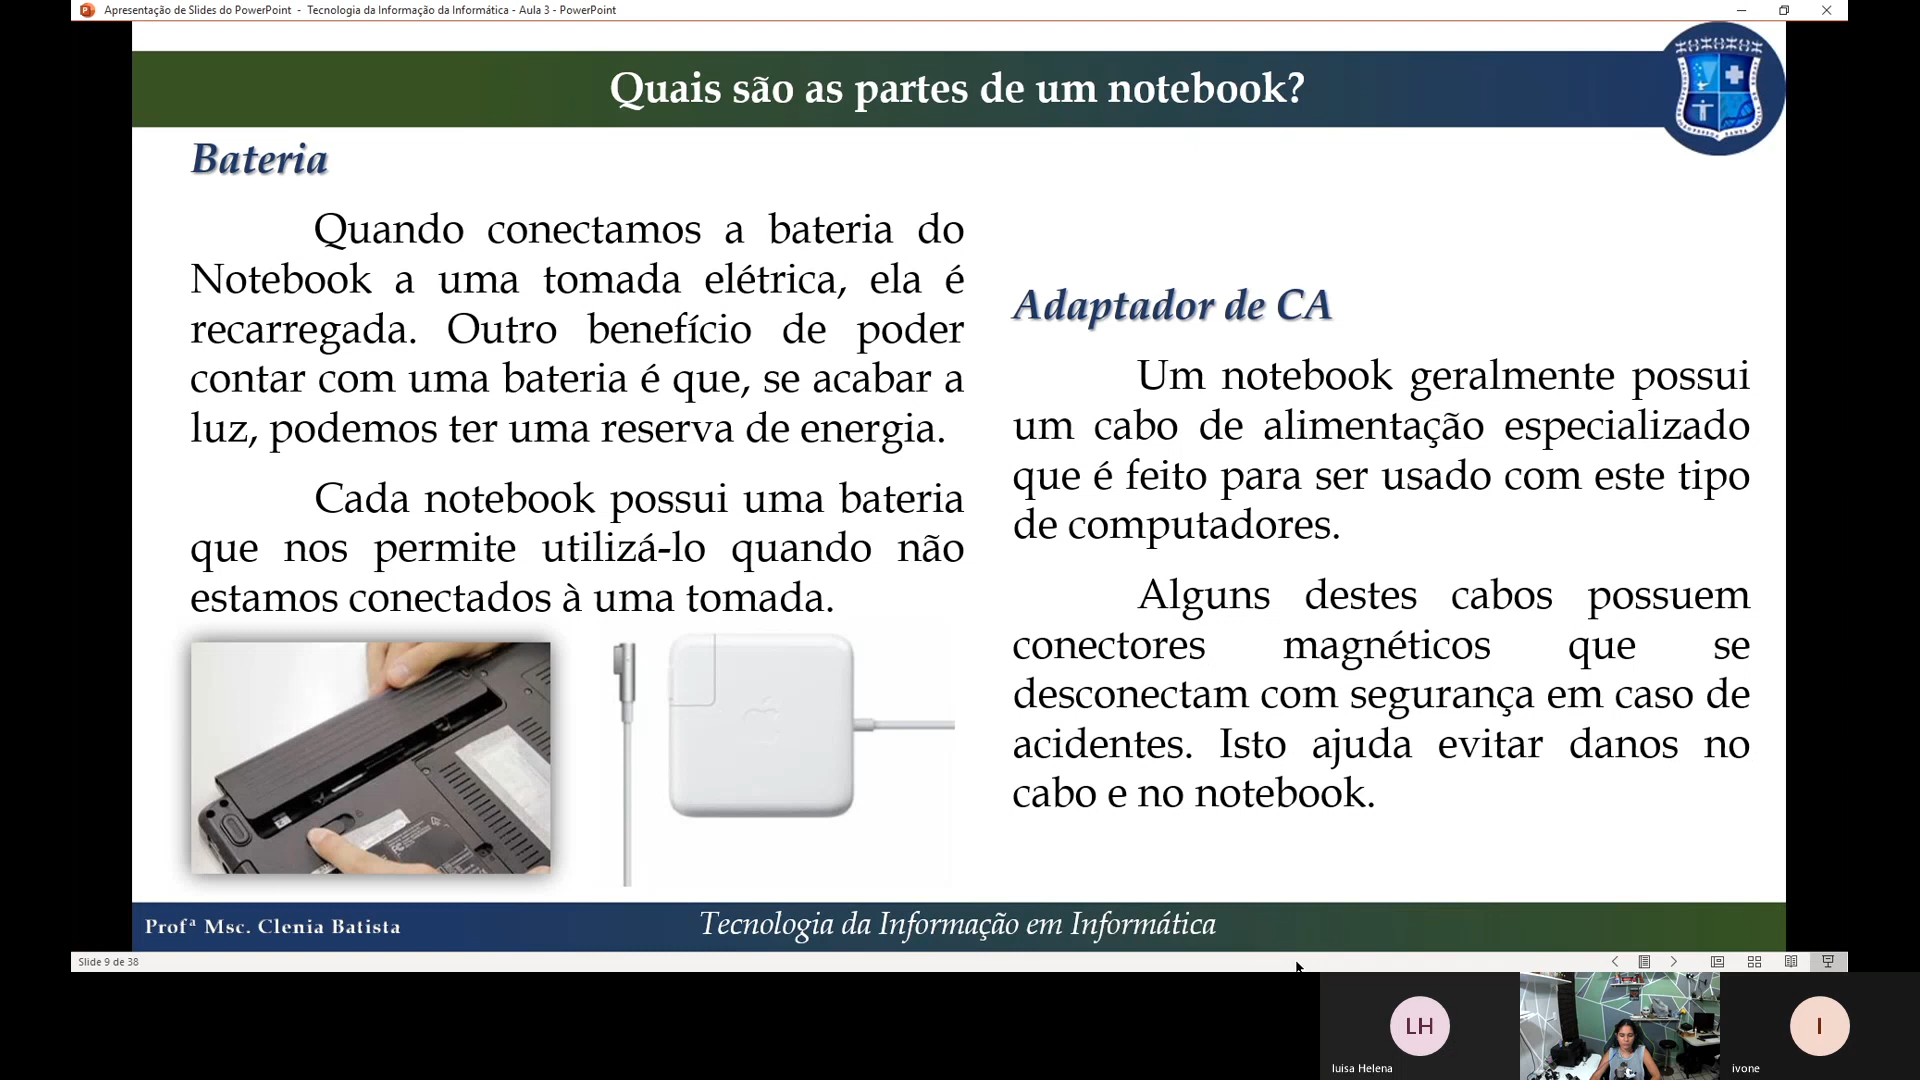 Apresentação de Slides do PowerPoint - Tecnologia da Informação da Informática - Aula 3 - PowerPoint
Quais são as partes de um notebook?
Bateria
Quando conectamos a bateria do
Notebook a uma tomada elétrica, ela é
recarregada. Outro benefício de poder
contar com uma bateria é que, se acabar a
luz, podemos ter uma reserva de energia.
Cada notebook possui uma bateria
que nos permite utilizá-lo quando não
estamos conectados à uma tomada.
Adaptador de CA
Um notebook geralmente possui
um cabo de alimentação especializado
que é feito para ser usado com este tipo
de computadores.
Alguns destes cabos possuem
conectores magnéticos que se
desconectam com segurança em caso de
acidentes. Isto ajuda evitar danos no
cabo e no notebook.
Profª Msc. Clenia Batista
Tecnologia da Informação em Informática
Slide 9 de 38
LH
luisa Helena
I
ivone